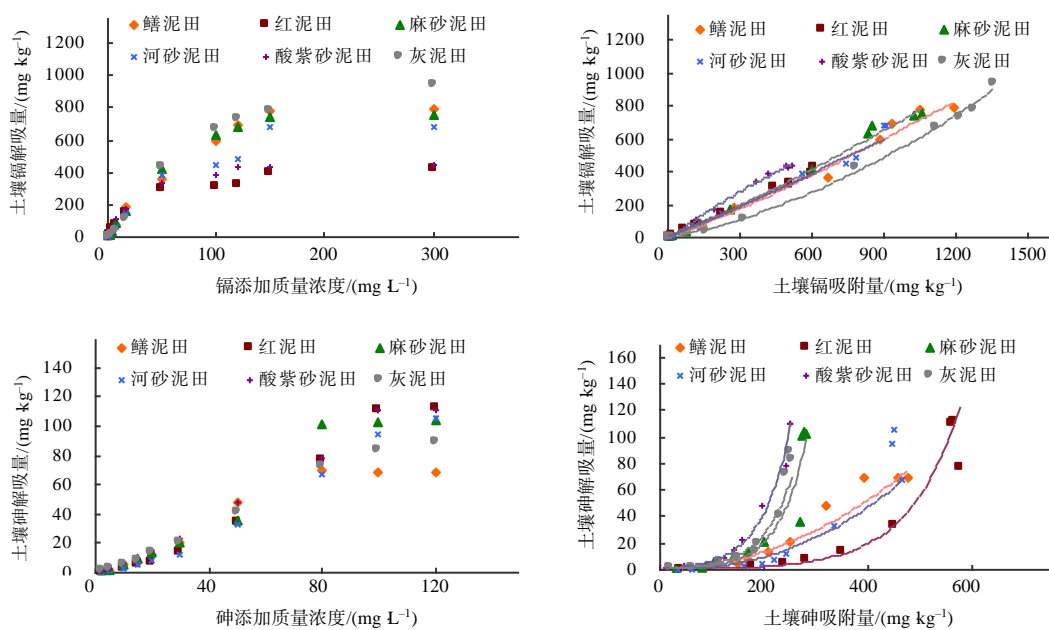 鳝泥田 红泥田 麻砂泥田
河砂泥田 酸紫砂泥田 灰泥田
土壤镉解吸量/(mg kg⁻¹)
1200
1000
800
600
400
200
0
0 100 200 300
镉添加质量浓度/(mg L⁻¹)
鳝泥田 红泥田 麻砂泥田
河砂泥田 酸紫砂泥田 灰泥田
土壤镉解吸量/(mg kg⁻¹)
1200
1000
800
600
400
200
0
0 300 600 900 1200 1500
土壤镉吸附量/(mg kg⁻¹)
鳝泥田 红泥田 麻砂泥田
河砂泥田 酸紫砂泥田 灰泥田
土壤砷解吸量/(mg kg⁻¹)
140
120
100
80
60
40
20
0
0 20 40 60 80 100 120
砷添加质量浓度/(mg L⁻¹)
鳝泥田 红泥田 麻砂泥田
河砂泥田 酸紫砂泥田 灰泥田
土壤砷解吸量/(mg kg⁻¹)
160
140
120
100
80
60
40
20
0
0 200 400 600
土壤砷吸附量/(mg kg⁻¹)